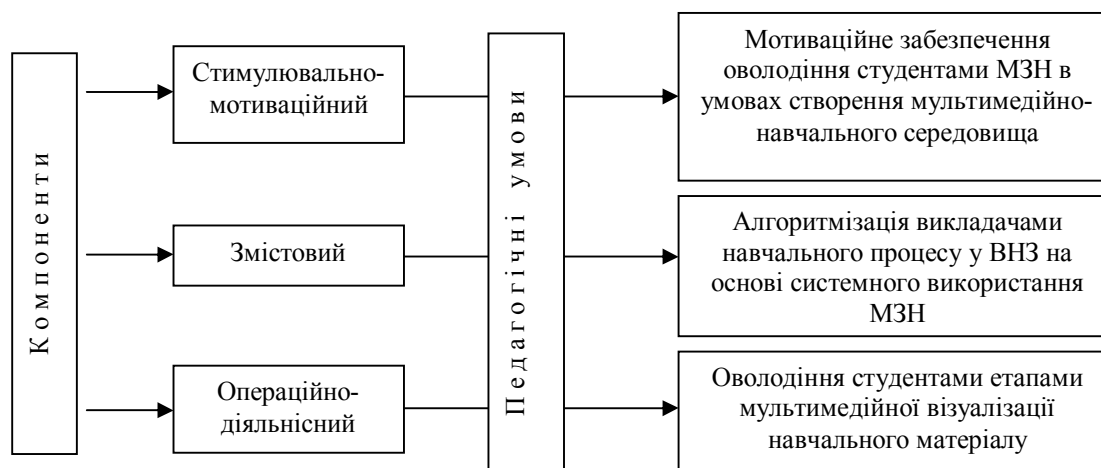 Компоненти
Стимулювально-
мотиваційний
Змістовий
Операційно-
діяльнісний
Педагогічні умови
Мотиваційне забезпечення
оволодіння студентами МЗН в
умовах створення мультимедійно-
навчального середовища
Алгоритмізація викладачами
навчального процесу у ВНЗ на
основі системного використання
МЗН
Оволодіння студентами етапами
мультимедійної візуалізації
навчального матеріалу